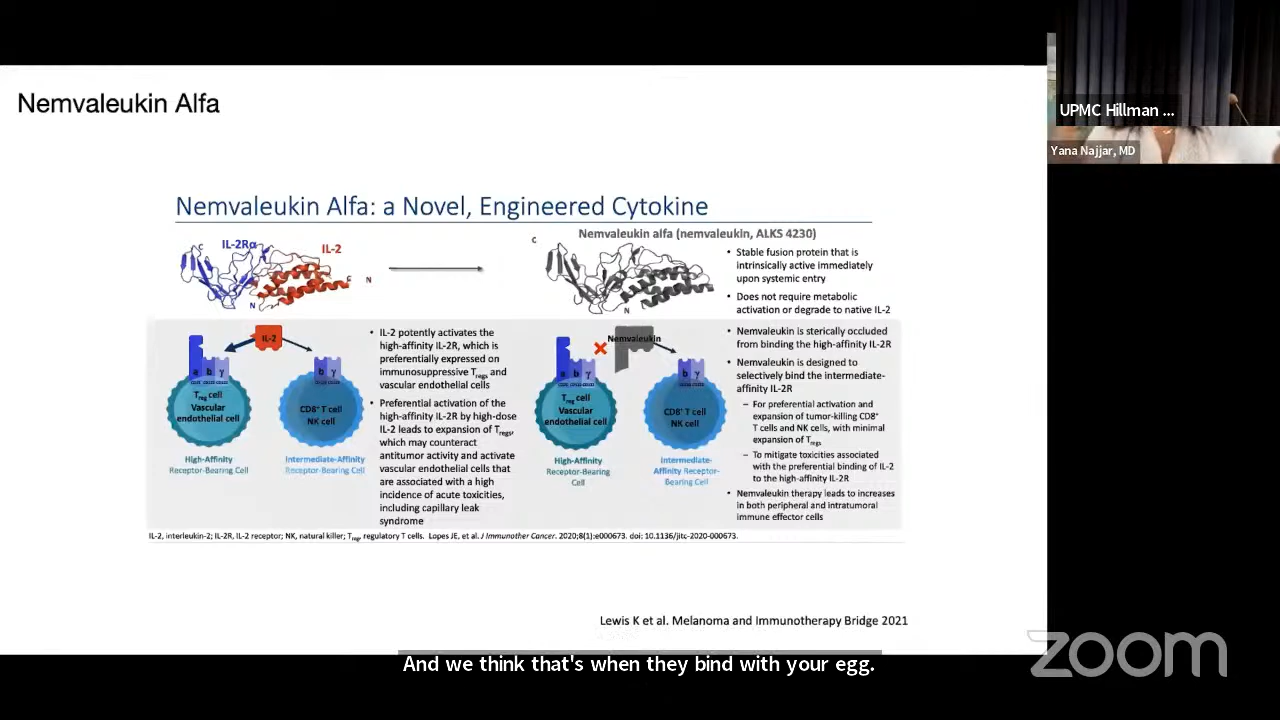 Nemvaleukin Alfa
UPMC Hillman ...
Yana Najjar, MD
Nemvaleukin Alfa: a Novel, Engineered Cytokine
IL-2Rα
IL-2
C
C
N
N
Nemvaleukin alfa (nemvaleukin, ALKS 4230)
C
N
• Stable fusion protein that is
intrinsically active immediately
upon systemic entry
• Does not require metabolic
activation or degrade to native IL-2
IL-2
a b γ
b γ
Treg cell
Vascular
endothelial cell
CD8+ T cell
NK cell
High-Affinity
Receptor-Bearing Cell
Intermediate-Affinity
Receptor-Bearing Cell
• IL-2 potently activates the
high-affinity IL-2R, which is
preferentially expressed on
immunosuppressive Tregs and
vascular endothelial cells
• Preferential activation of the
high-affinity IL-2R by high-dose
IL-2 leads to expansion of Tregs,
which may counteract
antitumor activity and activate
vascular endothelial cells that
are associated with a high
incidence of acute toxicities,
including capillary leak
syndrome
Nemvaleukin
a b γ
b γ
Treg cell
Vascular
endothelial cell
CD8+ T cell
NK cell
High-Affinity
Receptor-Bearing
Cell
Intermediate-
Affinity Receptor-
Bearing Cell
• Nemvaleukin is sterically occluded
from binding the high-affinity IL-2R
• Nemvaleukin is designed to
selectively bind the intermediate-
affinity IL-2R
– For preferential activation and
expansion of tumor-killing CD8+
T cells and NK cells, with minimal
expansion of Tregs
– To mitigate toxicities associated
with the preferential binding of IL-2
to the high-affinity IL-2R
• Nemvaleukin therapy leads to increases
in both peripheral and intratumoral
immune effector cells
IL-2, interleukin-2; IL-2R, IL-2 receptor; NK, natural killer; Treg, regulatory T cells. Lopes JE, et al. J Immunother Cancer. 2020;8(1):e000673. doi: 10.1136/jitc-2020-000673.
Lewis K et al. Melanoma and Immunotherapy Bridge 2021
zoom
And we think that's when they bind with your egg.